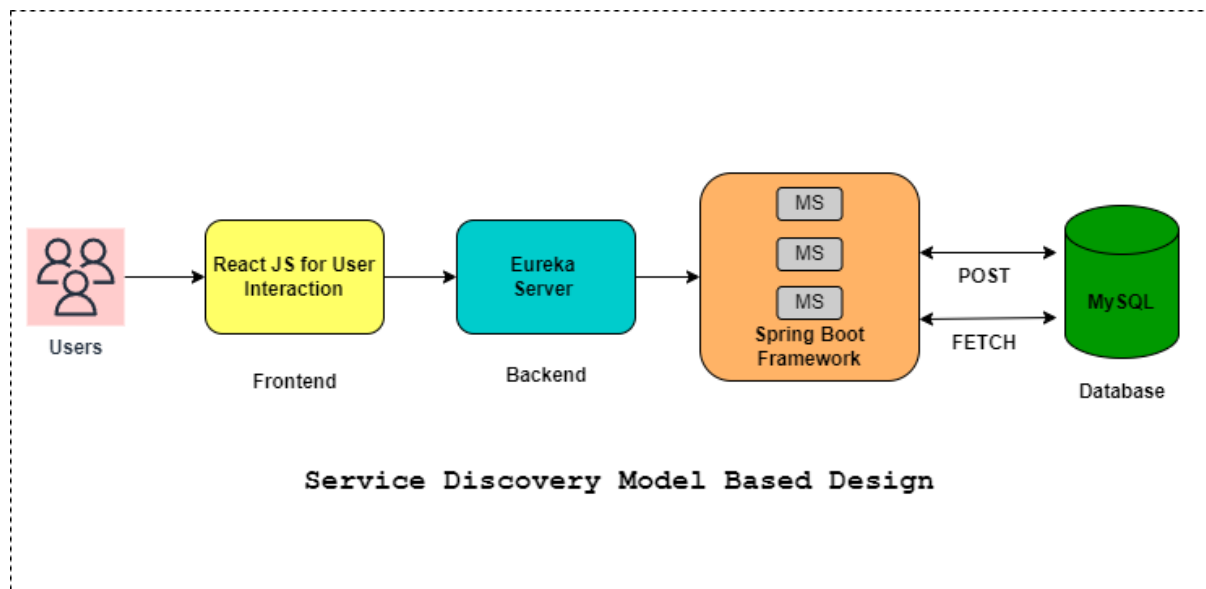 Users
React JS for User
Interaction
Frontend
Eureka
Server
Backend
MS
MS
MS
Spring Boot
Framework
POST
FETCH
MySQL
Database
Service Discovery Model Based Design